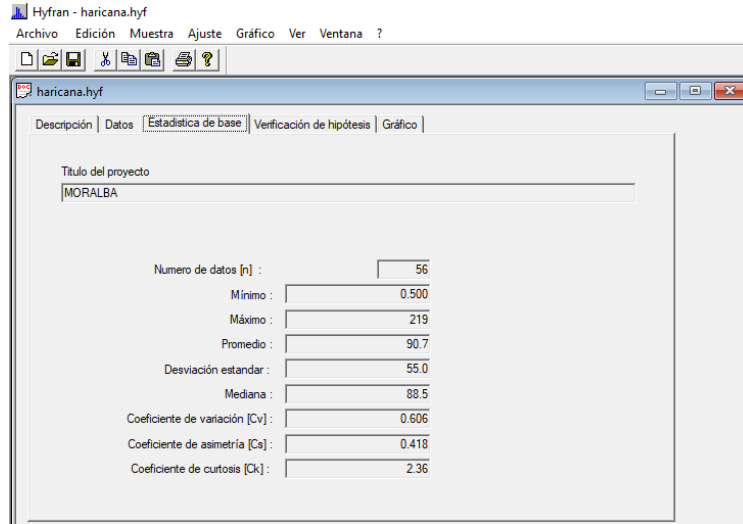 Hyfran - haricana.hyf
Archivo Edición Muestra Ajuste Gráfico Ver Ventana ?
DOC haricana.hyf
Descripción Datos Estadistica de base Verificación de hipótesis Gráfico
Titulo del proyecto
MORALBA
Numero de datos [n] : 56
Mínimo : 0.500
Máximo : 219
Promedio : 90.7
Desviación estandar : 55.0
Mediana : 88.5
Coeficiente de variación [Cv] : 0.606
Coeficiente de asimetría [Cs] : 0.418
Coeficiente de curtosis [Ck] : 2.36